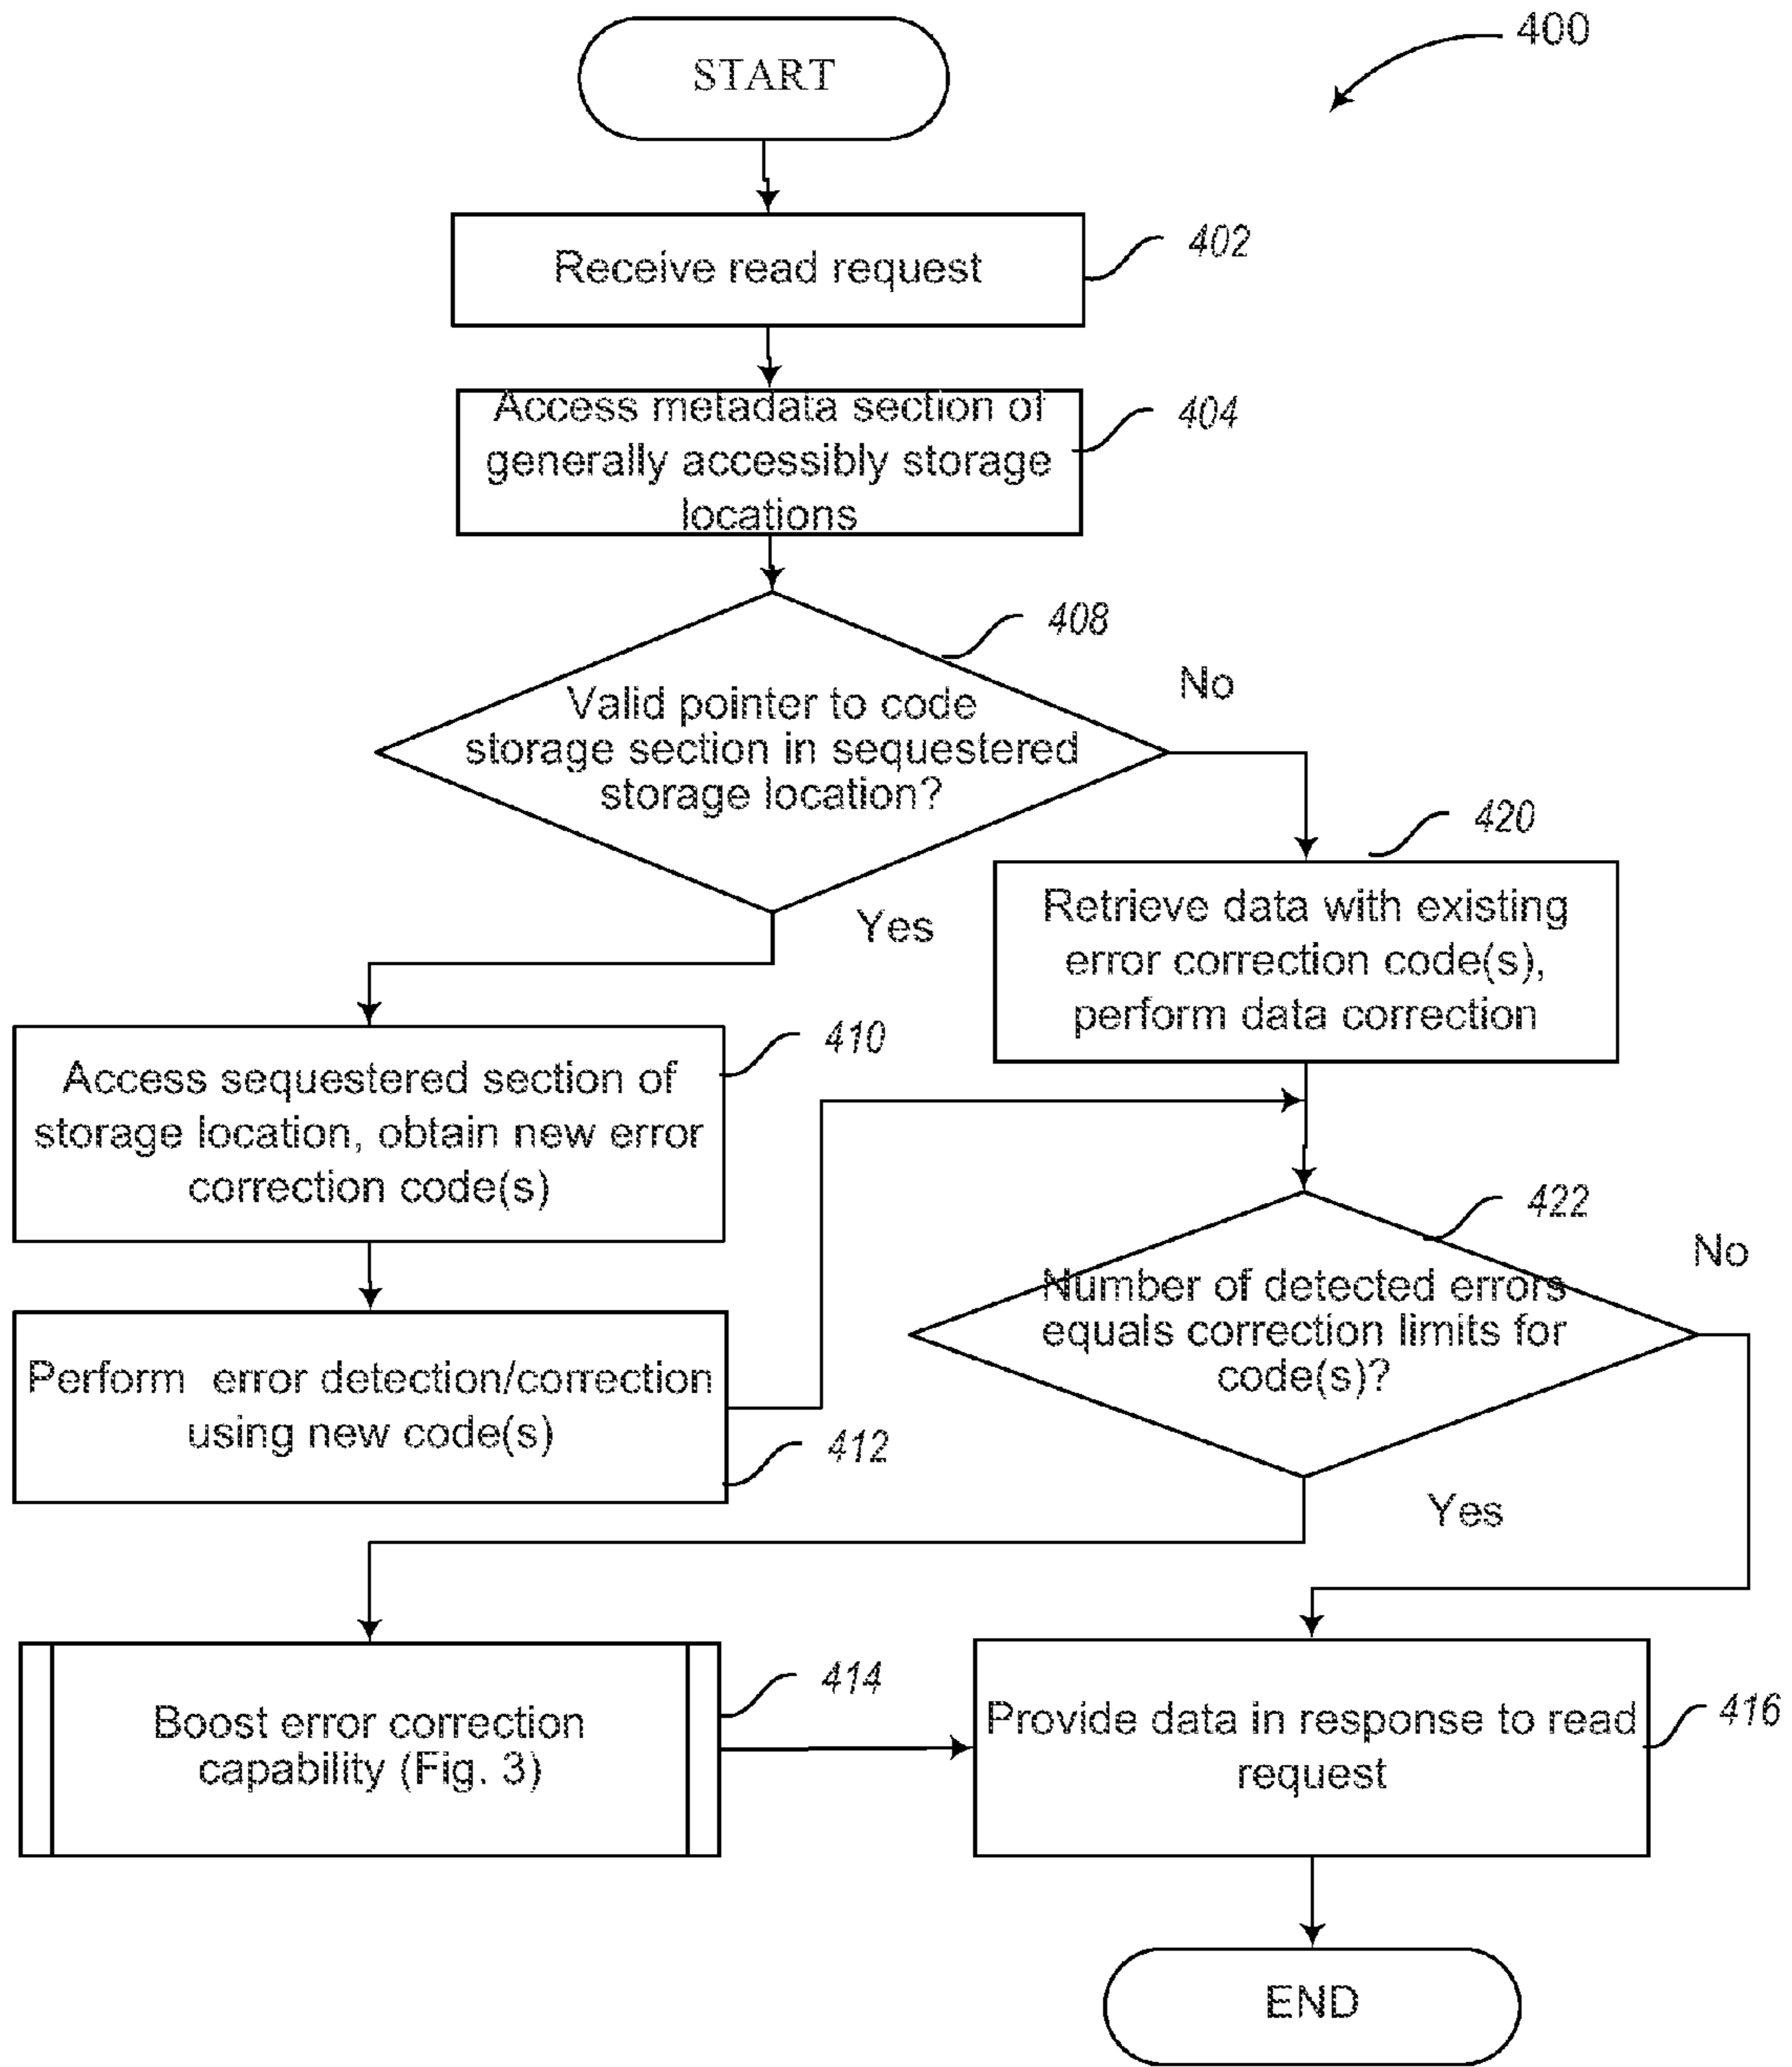 START
400
Receive read request
402
Access metadata section of
generally accessibly storage
locations
404
408
Valid pointer to code
storage section in sequestered
storage location?
No
Yes
420
Retrieve data with existing
error correction code(s),
perform data correction
410
Access sequestered section of
storage location, obtain new error
correction code(s)
422
Number of detected errors
equals correction limits for
code(s)?
No
Yes
Perform error detection/correction
using new code(s)
412
Boost error correction
capability (Fig. 3)
414
Provide data in response to read
request
416
END